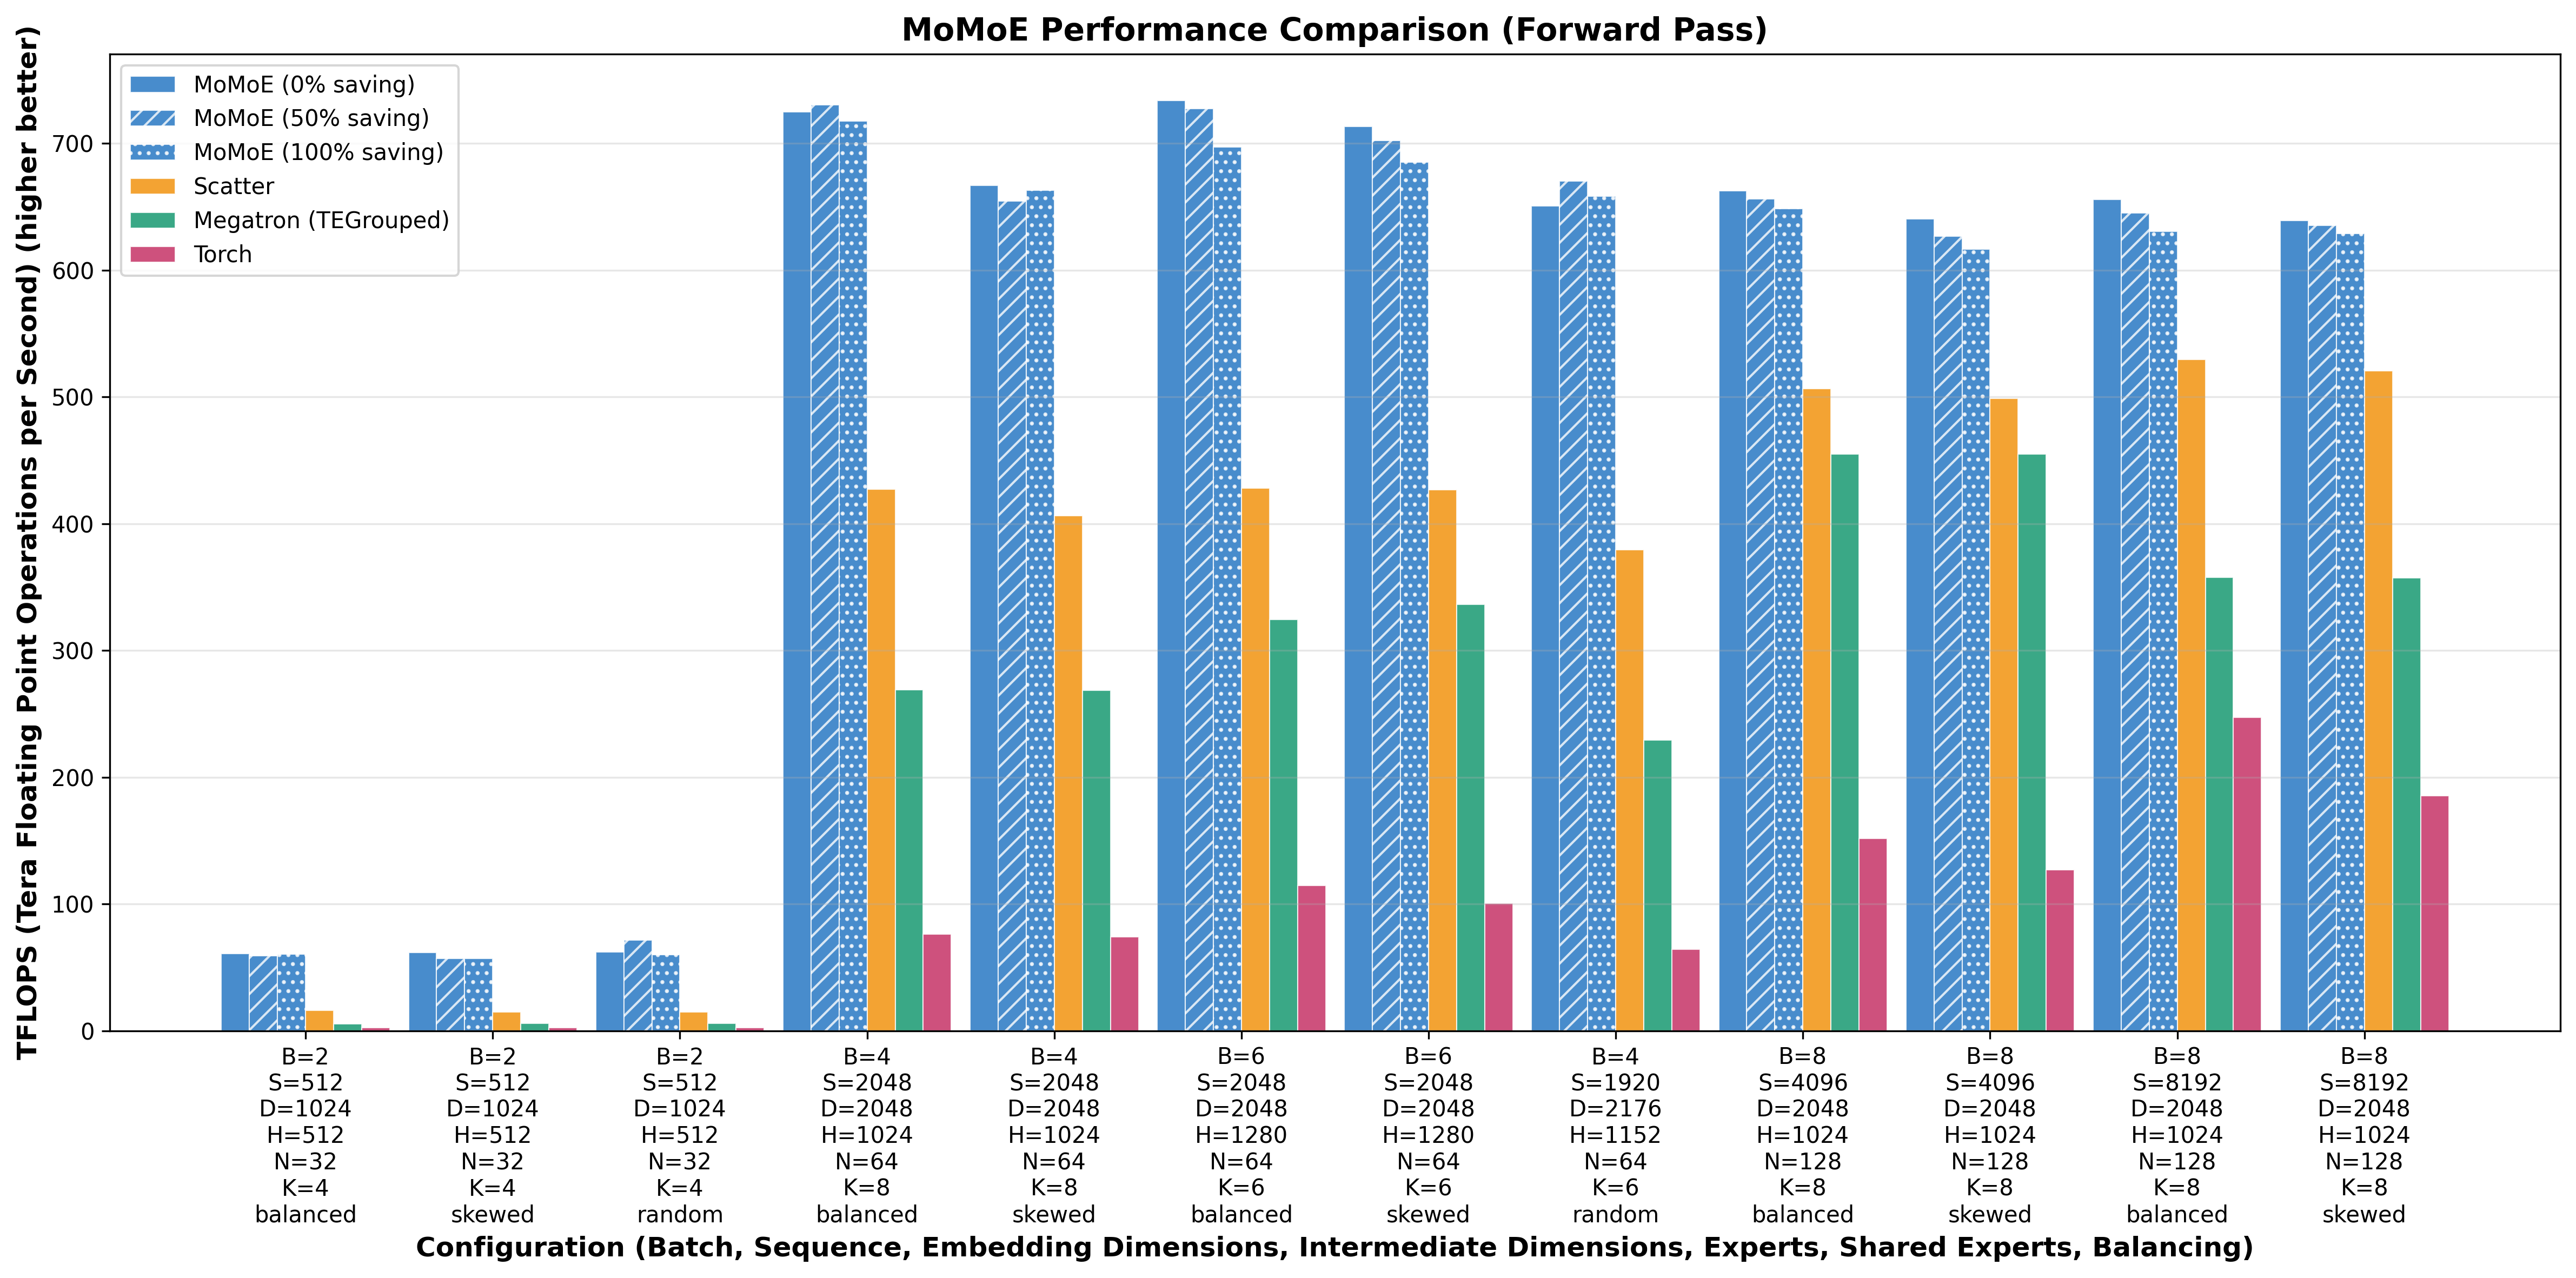 MoMoE Performance Comparison (Forward Pass)
TFLOPS (Tera Floating Point Operations per Second) (higher better)
MoMoE (0% saving)
MoMoE (50% saving)
MoMoE (100% saving)
Scatter
Megatron (TEGrouped)
Torch
700
600
500
400
300
200
100
0
B=2
S=512
D=1024
H=512
N=32
K=4
balanced
B=2
S=512
D=1024
H=512
N=32
K=4
skewed
B=2
S=512
D=1024
H=512
N=32
K=4
random
B=4
S=2048
D=2048
H=1024
N=64
K=8
balanced
B=4
S=2048
D=2048
H=1024
N=64
K=8
skewed
B=6
S=2048
D=2048
H=1280
N=64
K=6
balanced
B=6
S=2048
D=2048
H=1280
N=64
K=6
skewed
B=4
S=1920
D=2176
H=1152
N=64
K=6
random
B=8
S=4096
D=2048
H=1024
N=128
K=8
balanced
B=8
S=4096
D=2048
H=1024
N=128
K=8
skewed
B=8
S=8192
D=2048
H=1024
N=128
K=8
balanced
B=8
S=8192
D=2048
H=1024
N=128
K=8
skewed
Configuration (Batch, Sequence, Embedding Dimensions, Intermediate Dimensions, Experts, Shared Experts, Balancing)